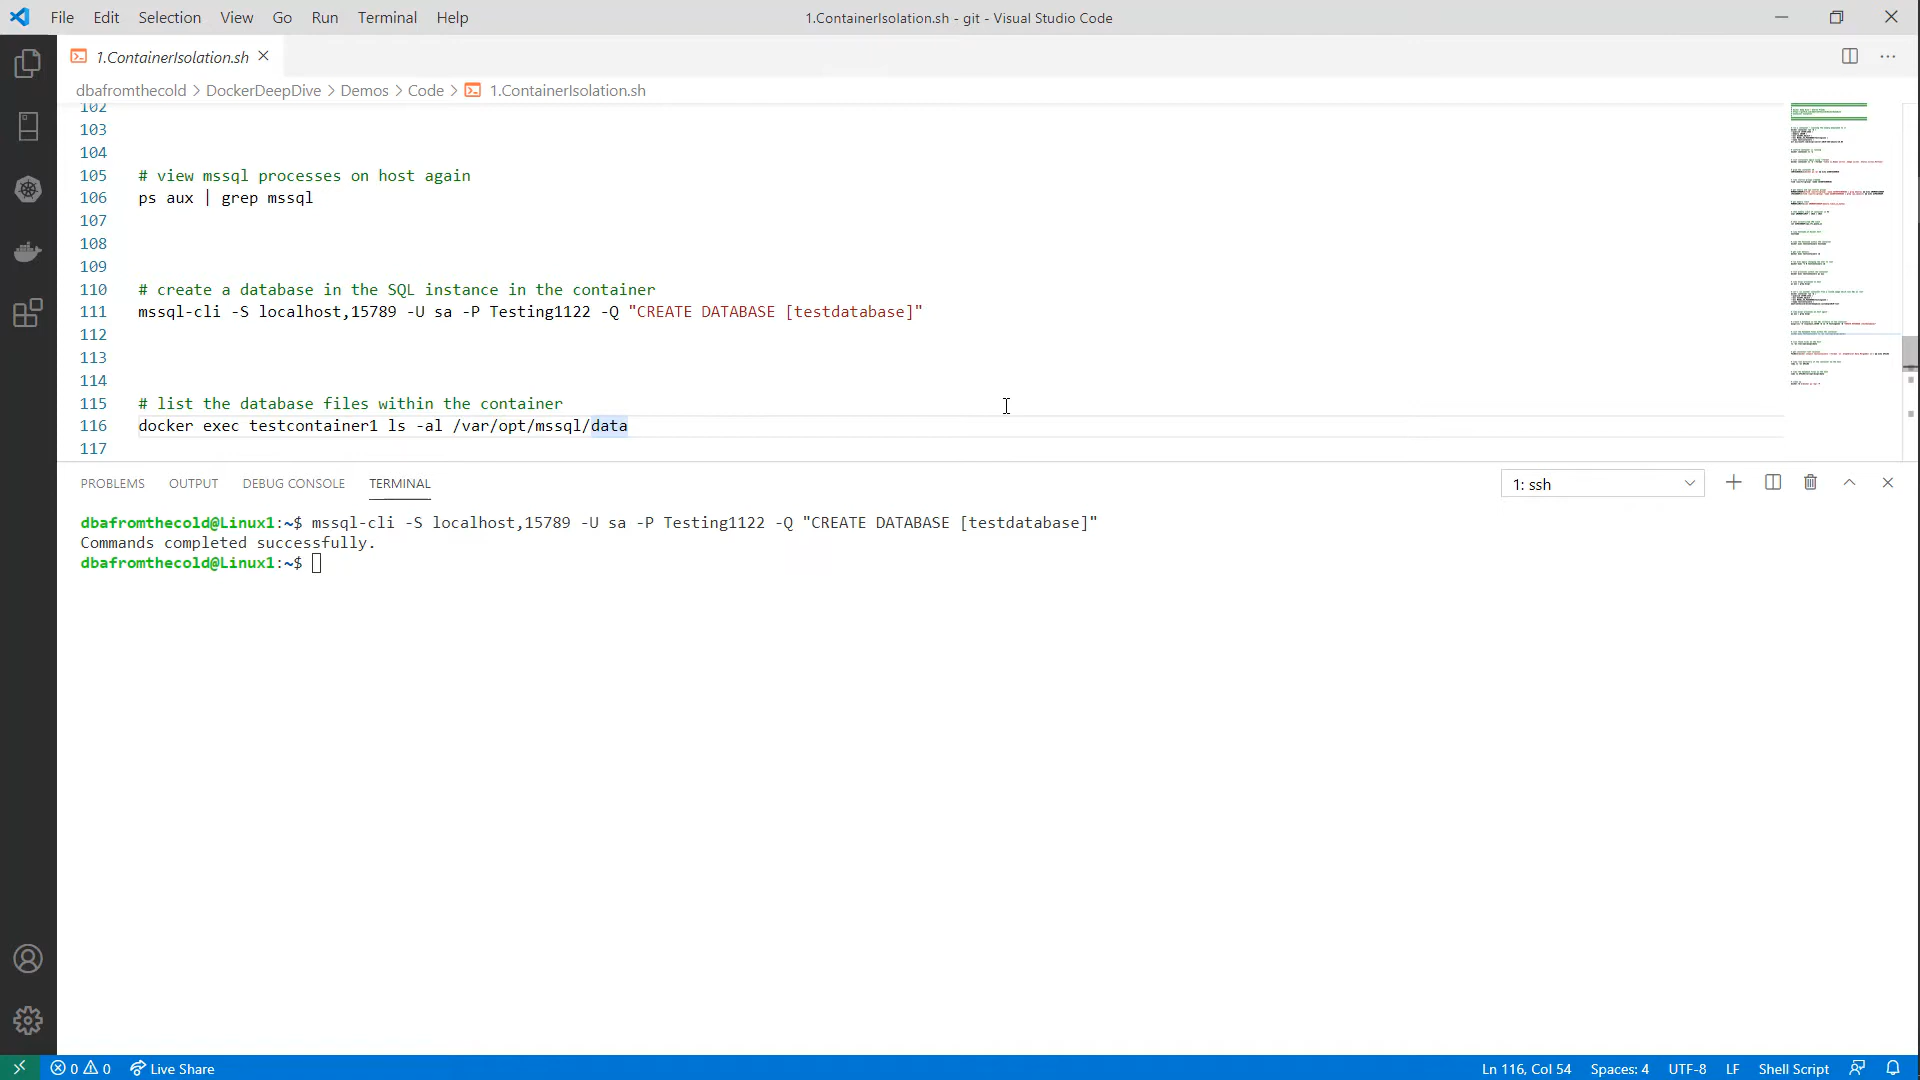 File Edit Selection View Go Run Terminal Help
1.ContainerIsolation.sh - git - Visual Studio Code
1.ContainerIsolation.sh
dbafromthecold > DockerDeepDive > Demos > Code > 1.ContainerIsolation.sh
102
103
104
105 # view mssql processes on host again
106 ps aux | grep mssql
107
108
109
110 # create a database in the SQL instance in the container
111 mssql-cli -S localhost,15789 -U sa -P Testing1122 -Q "CREATE DATABASE [testdatabase]"
112
113
114
115 # list the database files within the container
116 docker exec testcontainer1 ls -al /var/opt/mssql/data
117
PROBLEMS OUTPUT DEBUG CONSOLE TERMINAL
1: ssh
dbafromthecold@Linux1:~$ mssql-cli -S localhost,15789 -U sa -P Testing1122 -Q "CREATE DATABASE [testdatabase]"
Commands completed successfully.
dbafromthecold@Linux1:~$
0 0 Live Share
Ln 116, Col 54 Spaces: 4 UTF-8 LF Shell Script